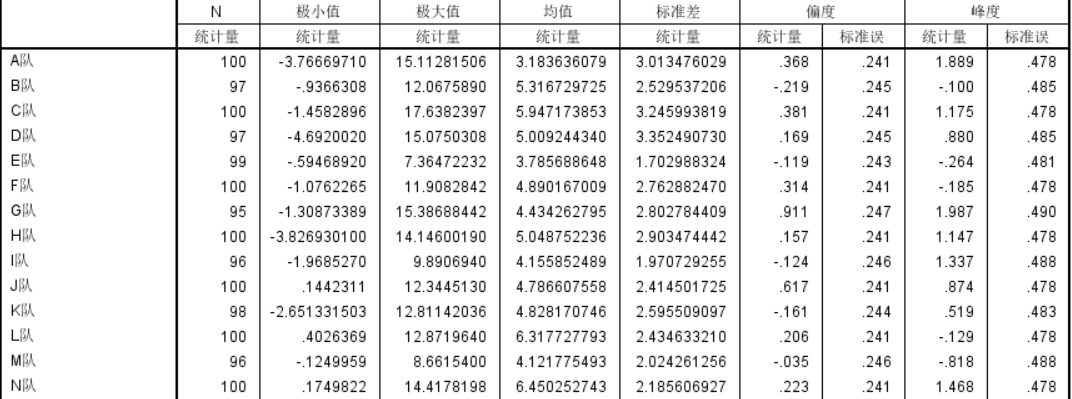 N 极小值 极大值 均值 标准差 偏度 峰度
统计量 统计量 统计量 统计量 统计量 统计量 标准误 统计量 标准误
A队 100 -3.76669710 15.11281506 3.183636079 3.013476029 .368 .241 1.889 .478
B队 97 -.9366308 12.0675890 5.316729725 2.529537206 -.219 .245 -.100 .485
C队 100 -1.4582896 17.6382397 5.947173853 3.245993819 .381 .241 1.175 .478
D队 97 -4.6920020 15.0750308 5.009244340 3.352490730 .169 .245 .880 .485
E队 99 -.59468920 7.36472232 3.785688648 1.702988324 -.119 .243 -.264 .481
F队 100 -1.0762265 11.9082842 4.890167009 2.762882470 .314 .241 -.185 .478
G队 95 -1.30873389 15.38688442 4.434262795 2.802784409 .911 .247 1.987 .490
H队 100 -3.826930100 14.14600190 5.048752236 2.903474442 .157 .241 1.147 .478
I队 96 -1.9685270 9.8906940 4.155852489 1.970729255 -.124 .246 1.337 .488
J队 100 .1442311 12.3445130 4.786607558 2.414501725 .617 .241 .874 .478
K队 98 -2.651331503 12.81142036 4.828170746 2.595509097 -.161 .244 .519 .483
L队 100 .4026369 12.8719640 6.317727793 2.434633210 .206 .241 -.129 .478
M队 96 -.1249959 8.6615400 4.121775493 2.024261256 -.035 .246 -.818 .488
N队 100 .1749822 14.4178198 6.450252743 2.185606927 .223 .241 1.468 .478